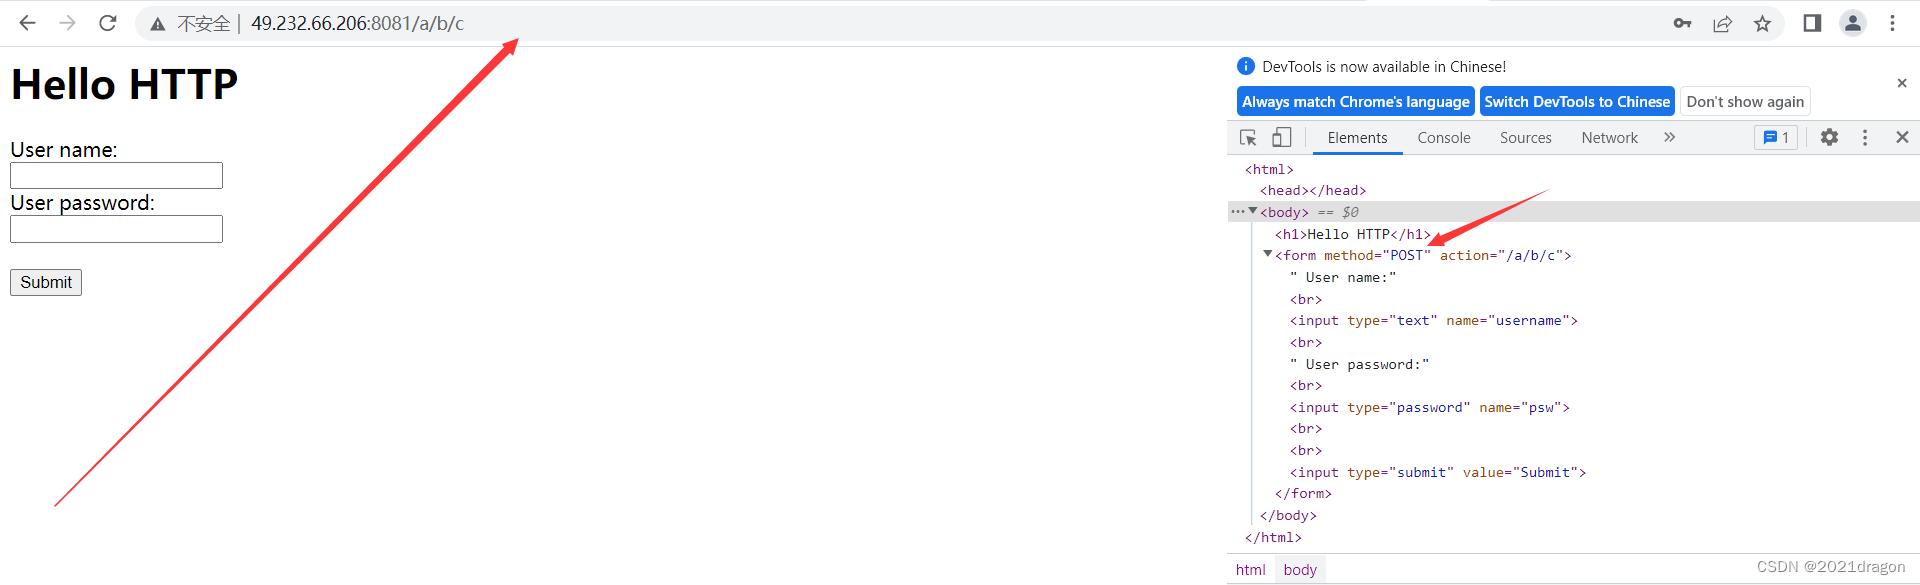 不安全 | 49.232.66.206:8081/a/b/c
Hello HTTP
User name:
User password:
Submit
DevTools is now available in Chinese!
Always match Chrome's language Switch DevTools to Chinese Don't show again
Elements Console Sources Network » 1
<html>
<head></head>
<body> == $0
<h1>Hello HTTP</h1>
<form method="POST" action="/a/b/c">
" User name:"
<br>
<input type="text" name="username">
<br>
" User password:"
<br>
<input type="password" name="psw">
<br>
<br>
<input type="submit" value="Submit">
</form>
</body>
</html>
html body
CSDN @2021dragon